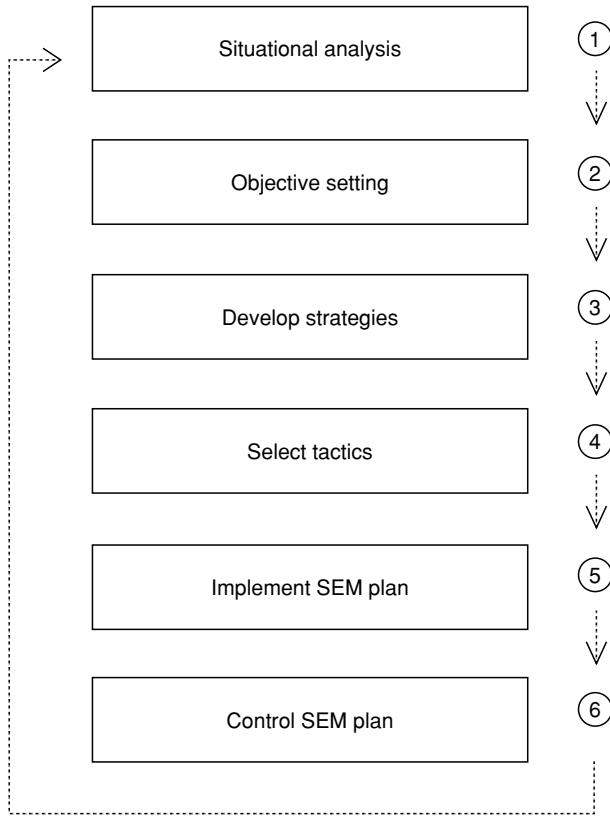 Situational analysis
1
Objective setting
2
Develop strategies
3
Select tactics
4
Implement SEM plan
5
Control SEM plan
6